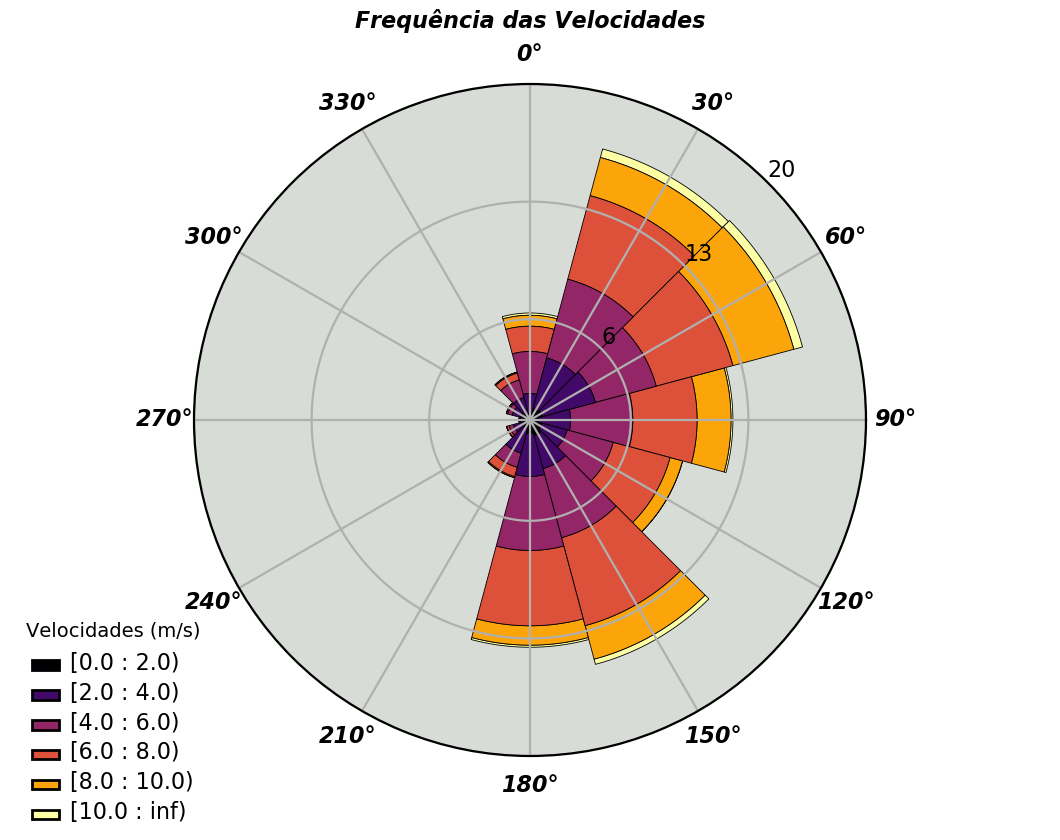 Frequência das Velocidades
0°
330°
30°
20
300°
60°
13
6
270°
90°
240°
120°
210°
150°
180°
Velocidades (m/s)
[0.0 : 2.0)
[2.0 : 4.0)
[4.0 : 6.0)
[6.0 : 8.0)
[8.0 : 10.0)
[10.0 : inf)